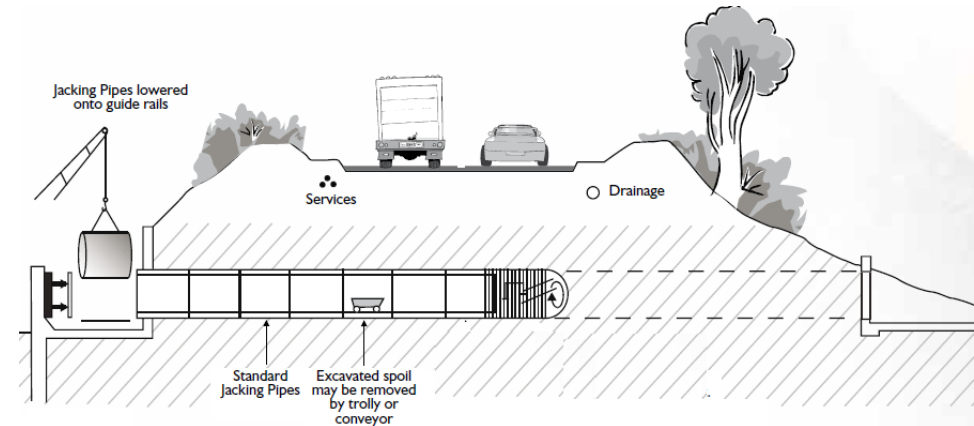 Jacking Pipes lowered
onto guide rails
Services
Drainage
Standard
Jacking Pipes
Excavated spoil
may be removed
by trolly or
conveyor